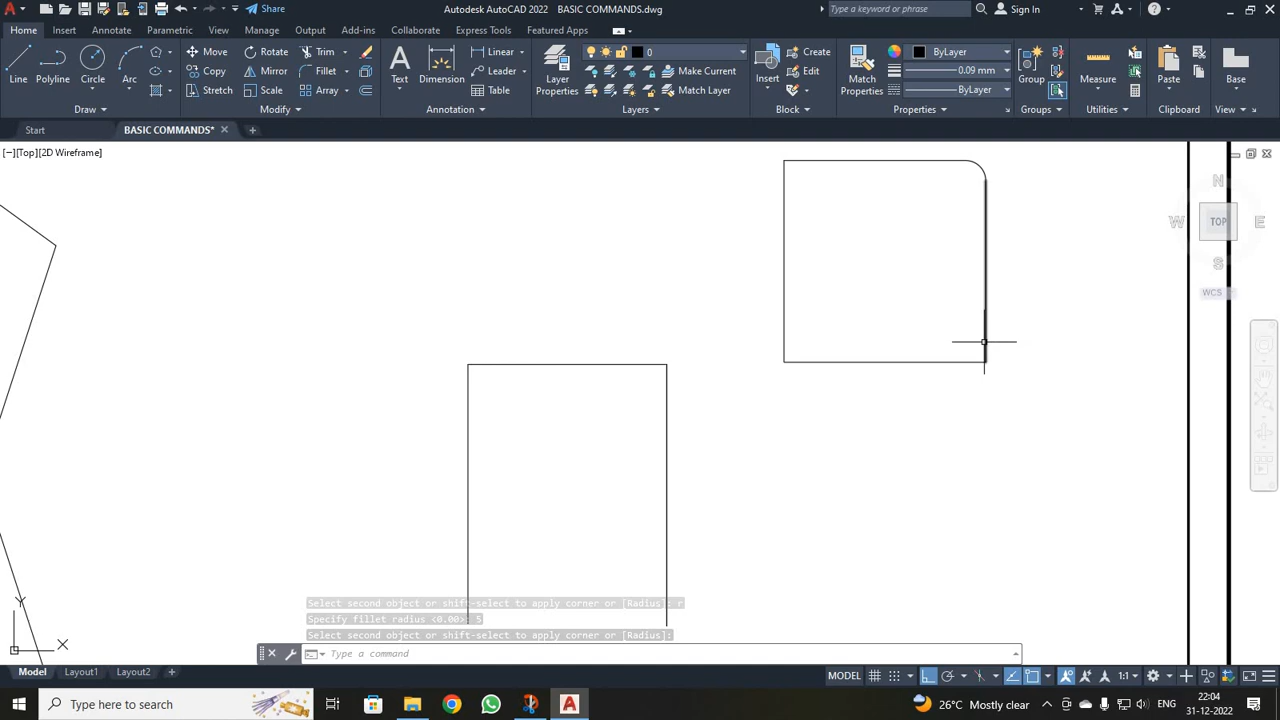 Autodesk AutoCAD 2022 BASIC COMMANDS.dwg
Share
Type a keyword or phrase
Sign In
Home Insert Annotate Parametric View Manage Output Add-ins Collaborate Express Tools Featured Apps
Line Polyline Circle Arc
Move Rotate Trim
Copy Mirror Fillet
Stretch Scale Array
Text Dimension
Linear
Leader
Table
Layer Properties
0
Make Current
Match Layer
Insert
Create
Edit
Match Properties
ByLayer
0.09 mm
ByLayer
Group
Measure
Paste
Base
Draw Modify Annotation Layers Block Properties Groups Utilities Clipboard View
Start BASIC COMMANDS*
[−][Top][2D Wireframe]
N
W TOP E
S
WCS
Y
X
Select second object or shift-select to apply corner or [Radius]: r
Specify fillet radius <0.00>: 5
Select second object or shift-select to apply corner or [Radius]:
Type a command
Model Layout1 Layout2
MODEL
1:1
Type here to search
26°C Mostly clear
ENG
22:04
31-12-2022